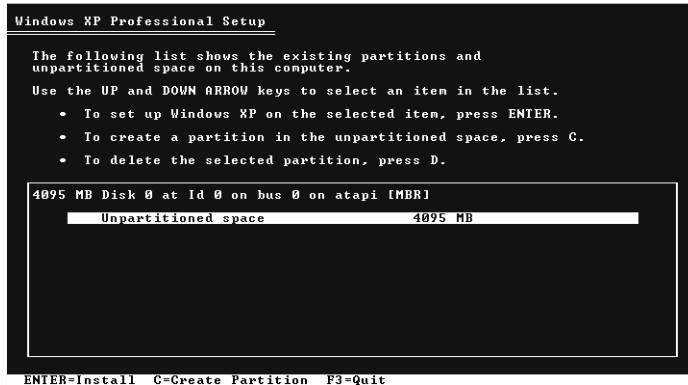 Windows XP Professional Setup
The following list shows the existing partitions and
unpartitioned space on this computer.
Use the UP and DOWN ARROW keys to select an item in the list.
• To set up Windows XP on the selected item, press ENTER.
• To create a partition in the unpartitioned space, press C.
• To delete the selected partition, press D.
4095 MB Disk 0 at Id 0 on bus 0 on atapi [MBR]
Unpartitioned space 4095 MB
ENTER=Install C=Create Partition F3=Quit